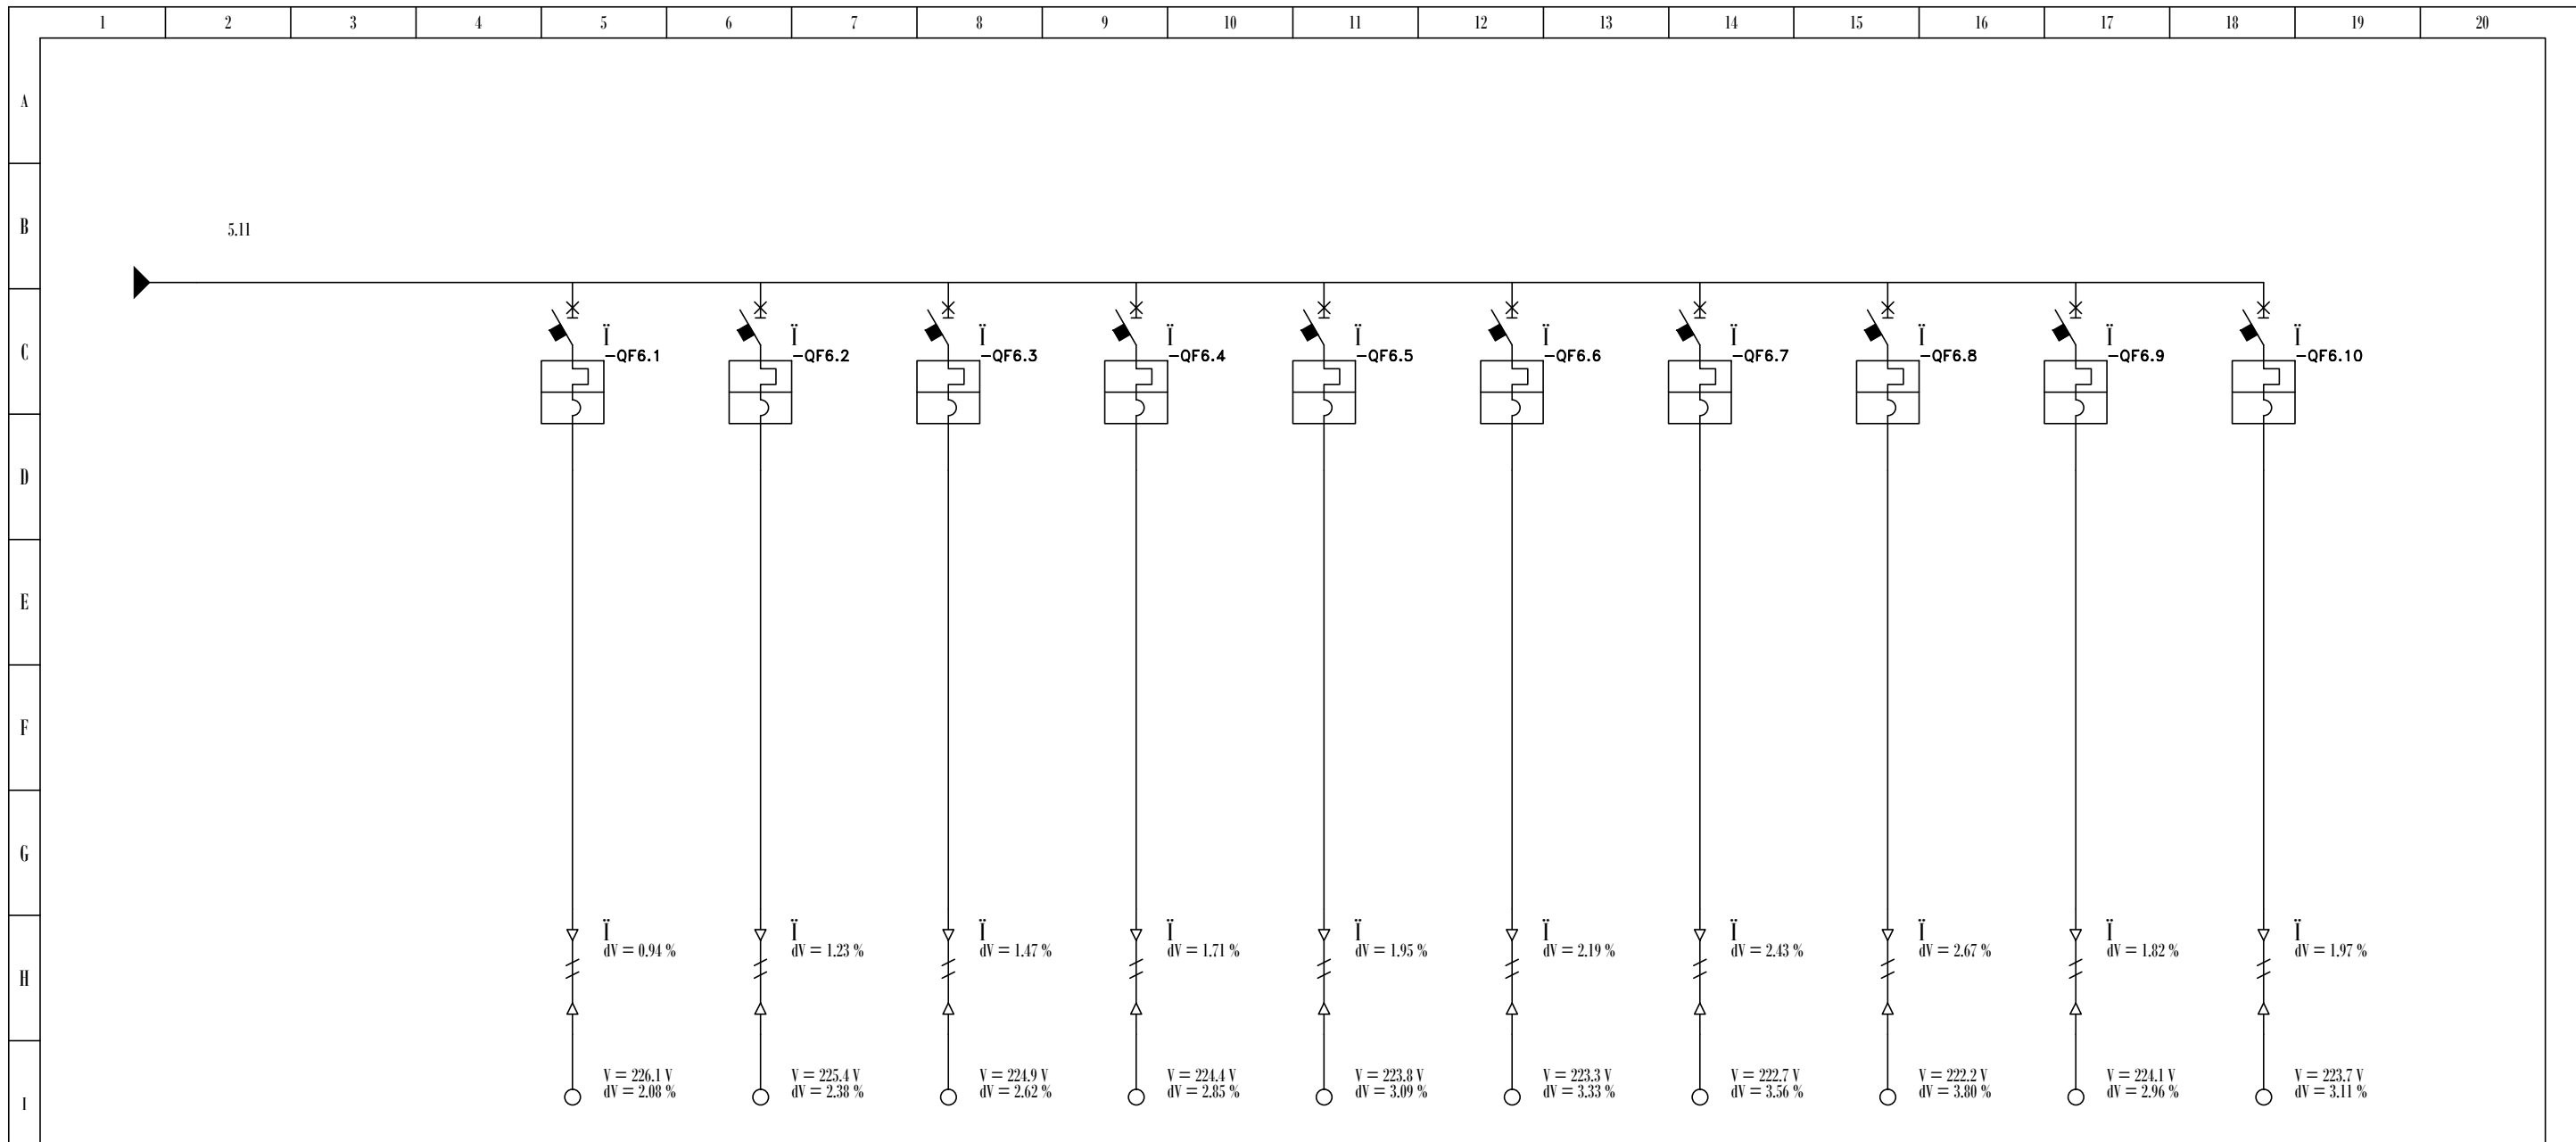 1 2 3 4 5 6 7 8 9 10 11 12 13 14 15 16 17 18 19 20
A
B
5.11
C
Ï Ï Ï Ï Ï Ï Ï Ï Ï Ï
-QF6.1 -QF6.2 -QF6.3 -QF6.4 -QF6.5 -QF6.6 -QF6.7 -QF6.8 -QF6.9 -QF6.10
D
E
F
G
Ï Ï Ï Ï Ï Ï Ï Ï Ï Ï
dV = 0.94 % dV = 1.23 % dV = 1.47 % dV = 1.71 % dV = 1.95 % dV = 2.19 % dV = 2.43 % dV = 2.67 % dV = 1.82 % dV = 1.97 %
H
V = 226.1 V V = 225.4 V V = 224.9 V V = 224.4 V V = 223.8 V V = 223.3 V V = 222.7 V V = 222.2 V V = 224.1 V V = 223.7 V
dV = 2.08 % dV = 2.38 % dV = 2.62 % dV = 2.85 % dV = 3.09 % dV = 3.33 % dV = 3.56 % dV = 3.80 % dV = 2.96 % dV = 3.11 %
I